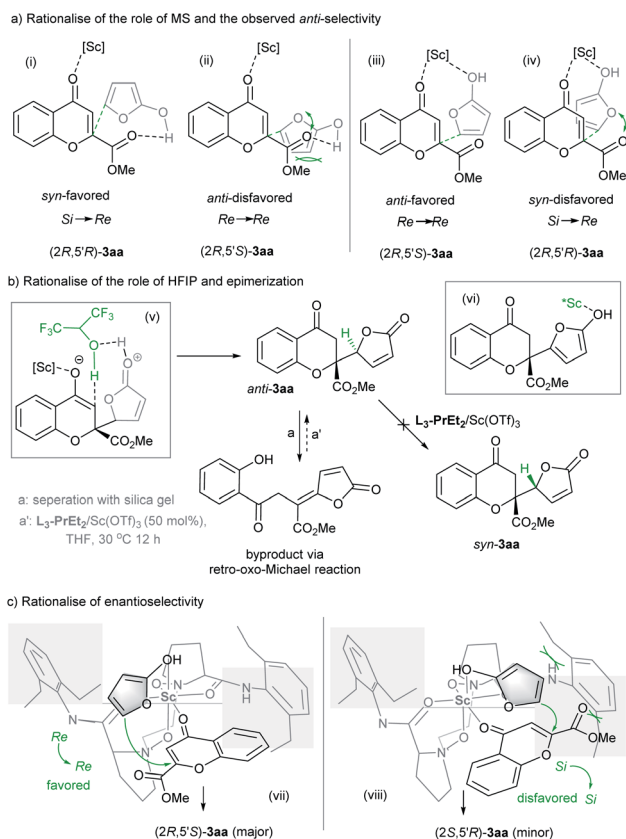 a) Rationalise of the role of MS and the observed anti-selectivity
(i)
[Sc]
O
O
OH
O
O
H
O
OMe
syn-favored
Si → Re
(2R,5'R)-3aa
(ii)
[Sc]
O
O
O
O
H
O
OMe
anti-disfavored
Re → Re
(2R,5'S)-3aa
(iii)
[Sc]
OH
O
O
O
O
OMe
anti-favored
Re → Re
(2R,5'S)-3aa
(iv)
[Sc]
OH
O
O
O
O
OMe
syn-disfavored
Si → Re
(2R,5'R)-3aa
b) Rationalise of the role of HFIP and epimerization
(v)
CF3
F3C
O
H
H
O
⊕
[Sc]
O
⊖
O
O
CO2Me
O
H
O
O
O
CO2Me
anti-3aa
(vi)
*Sc
OH
O
O
O
CO2Me
a
a'
L3-PrEt2/Sc(OTf)3
OH
O
O
O
CO2Me
byproduct via
retro-oxo-Michael reaction
O
H
O
O
O
CO2Me
syn-3aa
a: seperation with silica gel
a': L3-PrEt2/Sc(OTf)3 (50 mol%),
THF, 30 °C 12 h
c) Rationalise of enantioselectivity
OH
O
Sc
O
N
O
N
H
N
H
O
N
O
O
O
O
OMe
Re
Re
favored
(vii)
(2R,5'S)-3aa (major)
HO
O
Sc
O
N
O
N
H
N
H
O
N
O
O
O
O
OMe
Si
Si
disfavored
(viii)
(2S,5'R)-3aa (minor)